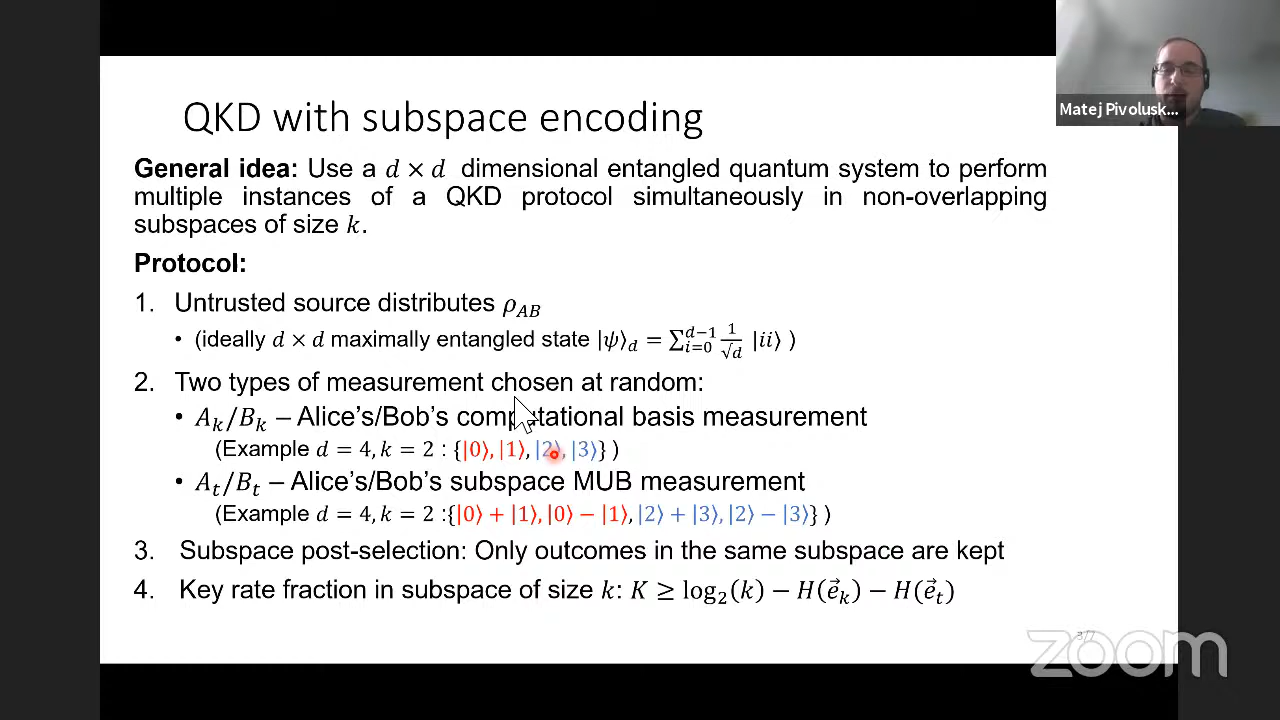 Matej Pivolusk...
QKD with subspace encoding
General idea: Use a d × d dimensional entangled quantum system to perform
multiple instances of a QKD protocol simultaneously in non-overlapping
subspaces of size k.
Protocol:
1. Untrusted source distributes ρ_AB
• (ideally d × d maximally entangled state |ψ⟩_d = ∑_{i=0}^{d−1} 1/√d |ii⟩ )
2. Two types of measurement chosen at random:
• A_k/B_k – Alice's/Bob's computational basis measurement
(Example d = 4, k = 2 : {|0⟩, |1⟩, |2⟩, |3⟩} )
• A_t/B_t – Alice's/Bob's subspace MUB measurement
(Example d = 4, k = 2 :{|0⟩ + |1⟩, |0⟩ − |1⟩, |2⟩ + |3⟩, |2⟩ − |3⟩} )
3. Subspace post-selection: Only outcomes in the same subspace are kept
4. Key rate fraction in subspace of size k: K ≥ log₂(k) − H(e⃗_k) − H(e⃗_t)
3/7
zoom